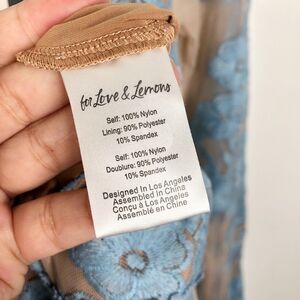 for Love & Lemons
Self: 100% Nylon
Lining: 90% Polyester
10% Spandex
Self: 100% Nylon
Doublure: 90% Polyester
10% Spandex
Designed In Los Angeles
Assembled in China
Conçu à Los Angeles
Assemblé en Chine